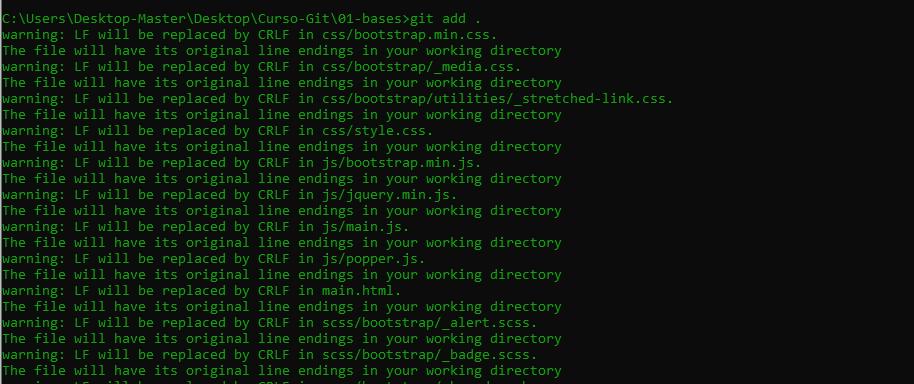 C:\Users\Desktop-Master\Desktop\Curso-Git\01-bases>git add .
warning: LF will be replaced by CRLF in css/bootstrap.min.css.
The file will have its original line endings in your working directory
warning: LF will be replaced by CRLF in css/bootstrap/_media.css.
The file will have its original line endings in your working directory
warning: LF will be replaced by CRLF in css/bootstrap/utilities/_stretched-link.css.
The file will have its original line endings in your working directory
warning: LF will be replaced by CRLF in css/style.css.
The file will have its original line endings in your working directory
warning: LF will be replaced by CRLF in js/bootstrap.min.js.
The file will have its original line endings in your working directory
warning: LF will be replaced by CRLF in js/jquery.min.js.
The file will have its original line endings in your working directory
warning: LF will be replaced by CRLF in js/main.js.
The file will have its original line endings in your working directory
warning: LF will be replaced by CRLF in js/popper.js.
The file will have its original line endings in your working directory
warning: LF will be replaced by CRLF in main.html.
The file will have its original line endings in your working directory
warning: LF will be replaced by CRLF in scss/bootstrap/_alert.scss.
The file will have its original line endings in your working directory
warning: LF will be replaced by CRLF in scss/bootstrap/_badge.scss.
The file will have its original line endings in your working directory